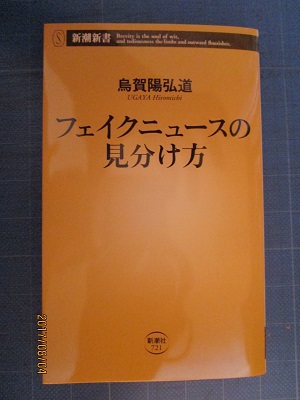 S 新潮新書
Brevity is the soul of wit,
and tediousness the limbs and outward flourishes.
烏賀陽弘道
UGAYA Hiromichi
フェイクニュースの
見分け方
新潮社
721
2017/08/04